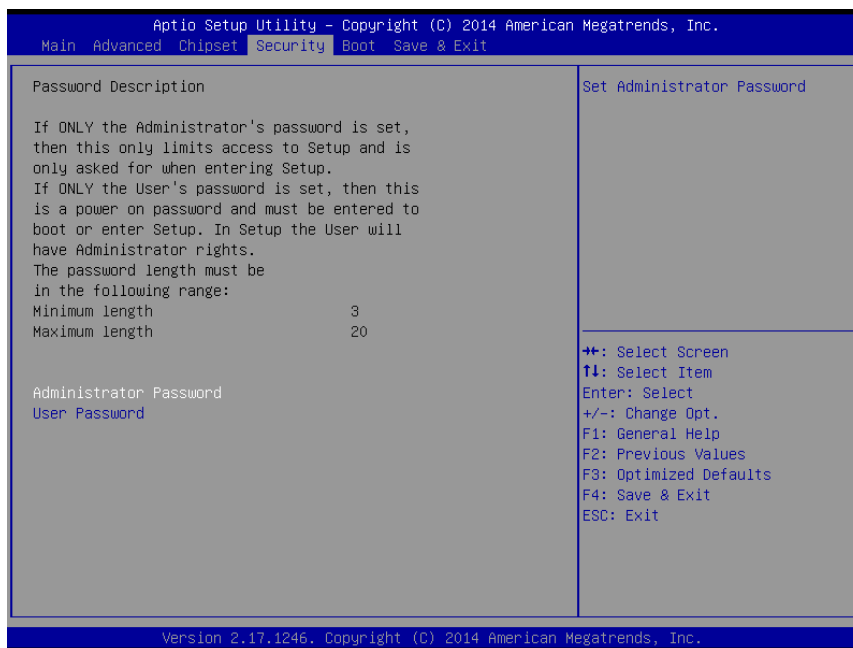 Aptio Setup Utility – Copyright (C) 2014 American Megatrends, Inc.
Main Advanced Chipset Security Boot Save & Exit
Password Description
If ONLY the Administrator's password is set,
then this only limits access to Setup and is
only asked for when entering Setup.
If ONLY the User's password is set, then this
is a power on password and must be entered to
boot or enter Setup. In Setup the User will
have Administrator rights.
The password length must be
in the following range:
Minimum length 3
Maximum length 20
Administrator Password
User Password
Set Administrator Password
→←: Select Screen
↑↓: Select Item
Enter: Select
+/-: Change Opt.
F1: General Help
F2: Previous Values
F3: Optimized Defaults
F4: Save & Exit
ESC: Exit
Version 2.17.1246. Copyright (C) 2014 American Megatrends, Inc.